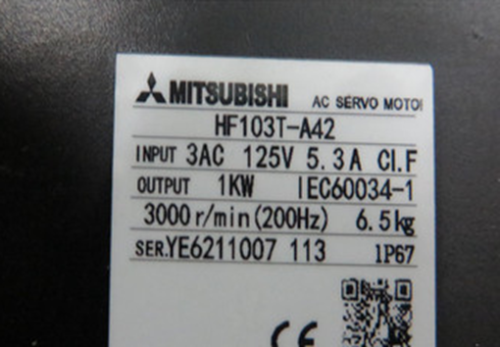 MITSUBISHI AC SERVO MOTO
HF103T-A42
INPUT 3AC 125V 5.3A Cl.F
OUTPUT 1KW IEC60034-1
3000r/min(200Hz) 6.5kg
SER.YE6211007 113 IP67
CE